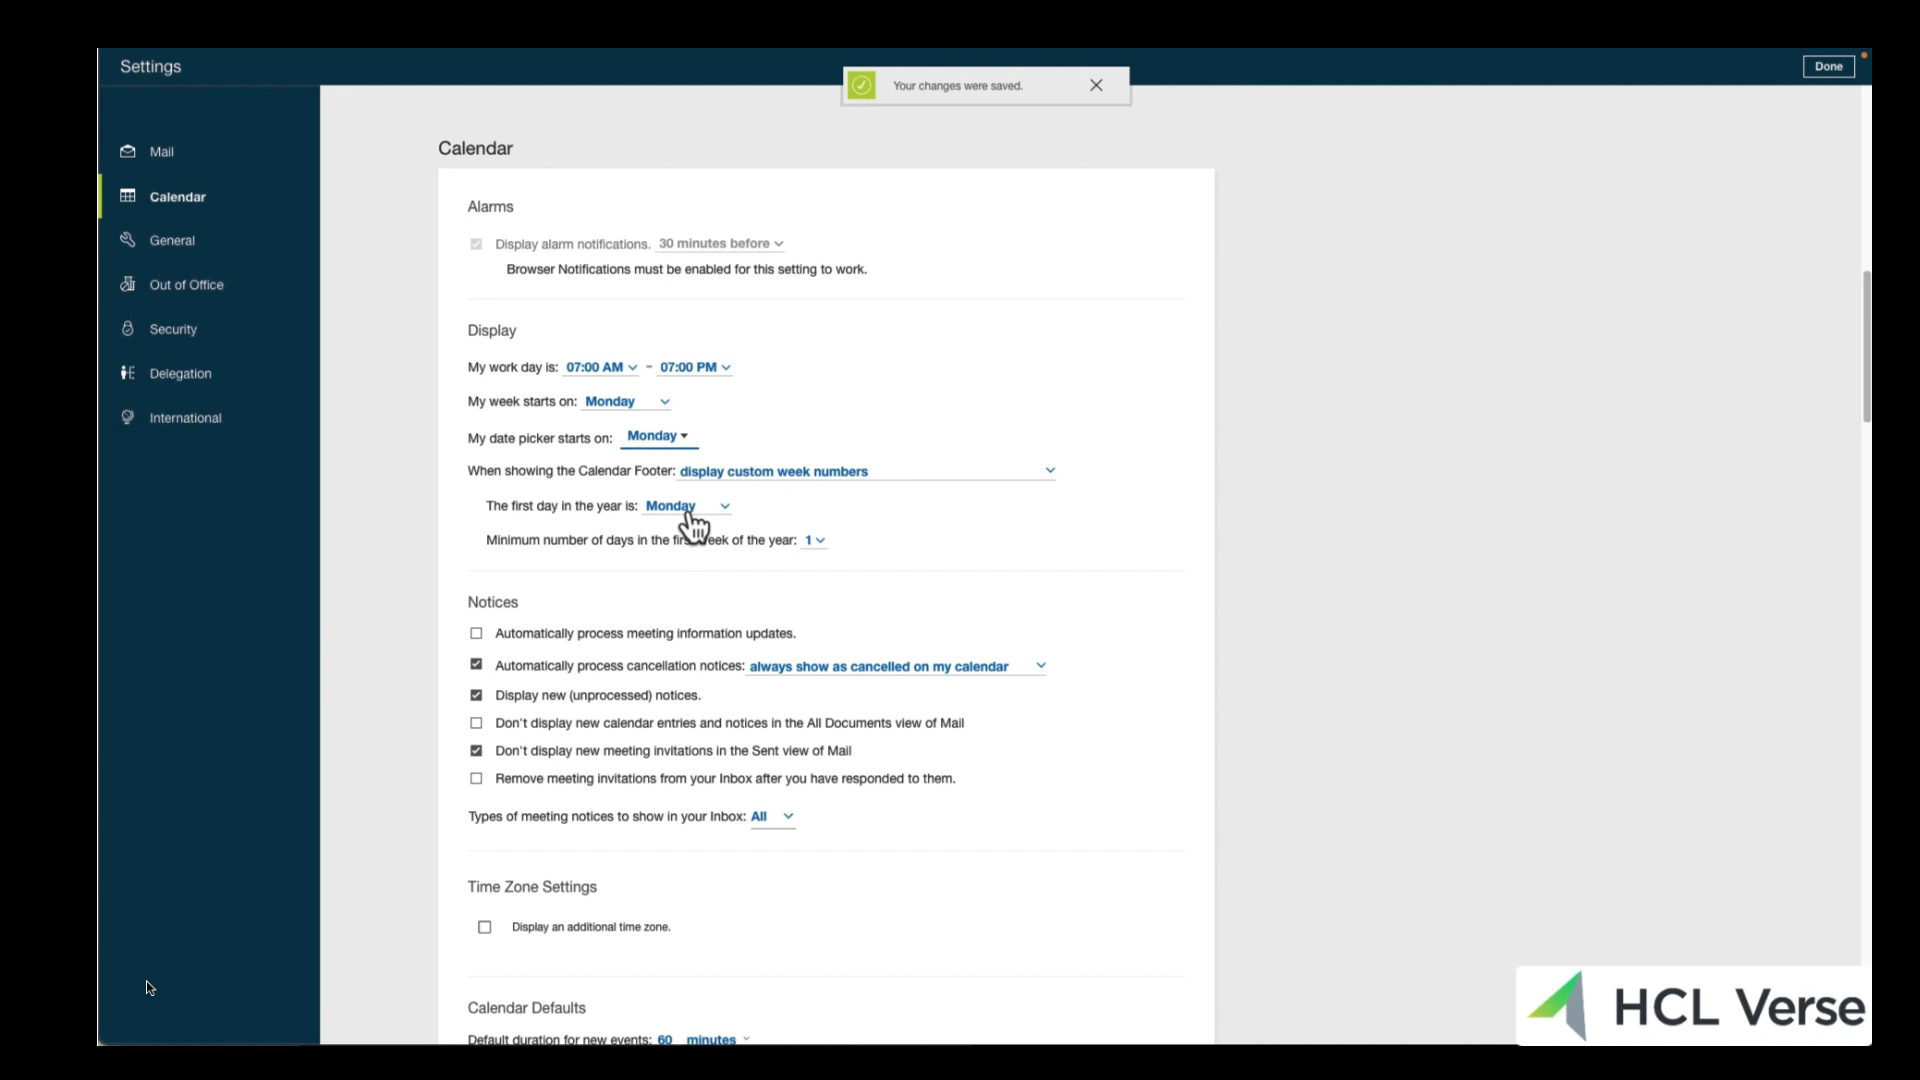 Settings
Your changes were saved.
Done
Mail
Calendar
General
Out of Office
Security
Delegation
International
Calendar
Alarms
Display alarm notifications. 30 minutes before
Browser Notifications must be enabled for this setting to work.
Display
My work day is: 07:00 AM - 07:00 PM
My week starts on: Monday
My date picker starts on: Monday
When showing the Calendar Footer: display custom week numbers
The first day in the year is: Monday
Minimum number of days in the first week of the year: 1
Notices
Automatically process meeting information updates.
Automatically process cancellation notices: always show as cancelled on my calendar
Display new (unprocessed) notices.
Don't display new calendar entries and notices in the All Documents view of Mail
Don't display new meeting invitations in the Sent view of Mail
Remove meeting invitations from your Inbox after you have responded to them.
Types of meeting notices to show in your Inbox: All
Time Zone Settings
Display an additional time zone.
Calendar Defaults
Default duration for new events: 60 minutes
HCL Verse